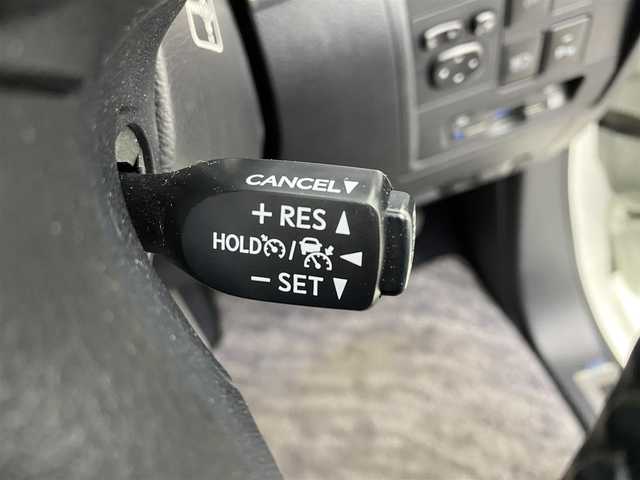 CANCEL▼
+ RES ▲
HOLD / ◀
− SET ▼